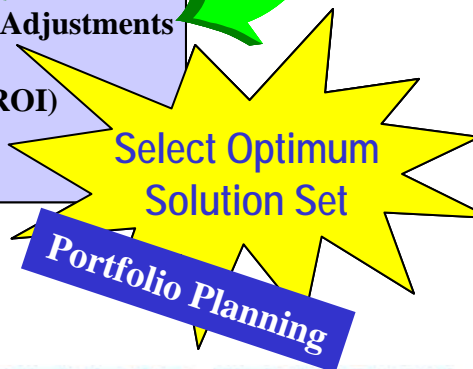 Adjustments
ROI)
Select Optimum
Solution Set
Portfolio Planning